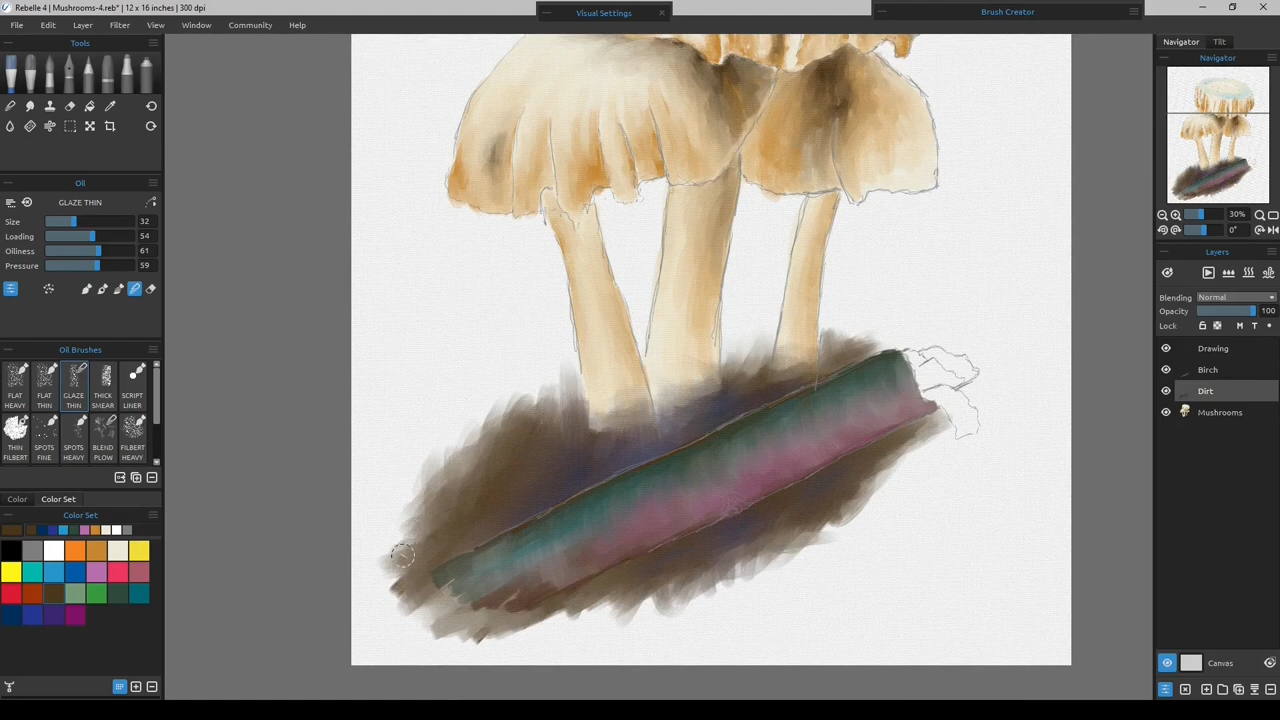 Rebelle 4 | Mushrooms-4.reb* | 12 x 16 inches | 300 dpi
Visual Settings
Brush Creator
File Edit Layer Filter View Window Community Help
Tools
Oil
GLAZE THIN
Size 32
Loading 54
Oiliness 61
Pressure 59
Oil Brushes
FLAT HEAVY
FLAT THIN
GLAZE THIN
THICK SMEAR
SCRIPT LINER
THIN FILBERT
SPOTS FINE
SPOTS HEAVY
BLEND PLOW
FILBERT HEAVY
Color Color Set
Color Set
Navigator Tilt
Navigator
30%
0°
Layers
Blending Normal
Opacity 100
Lock M T
Drawing
Birch
Dirt
Mushrooms
Canvas